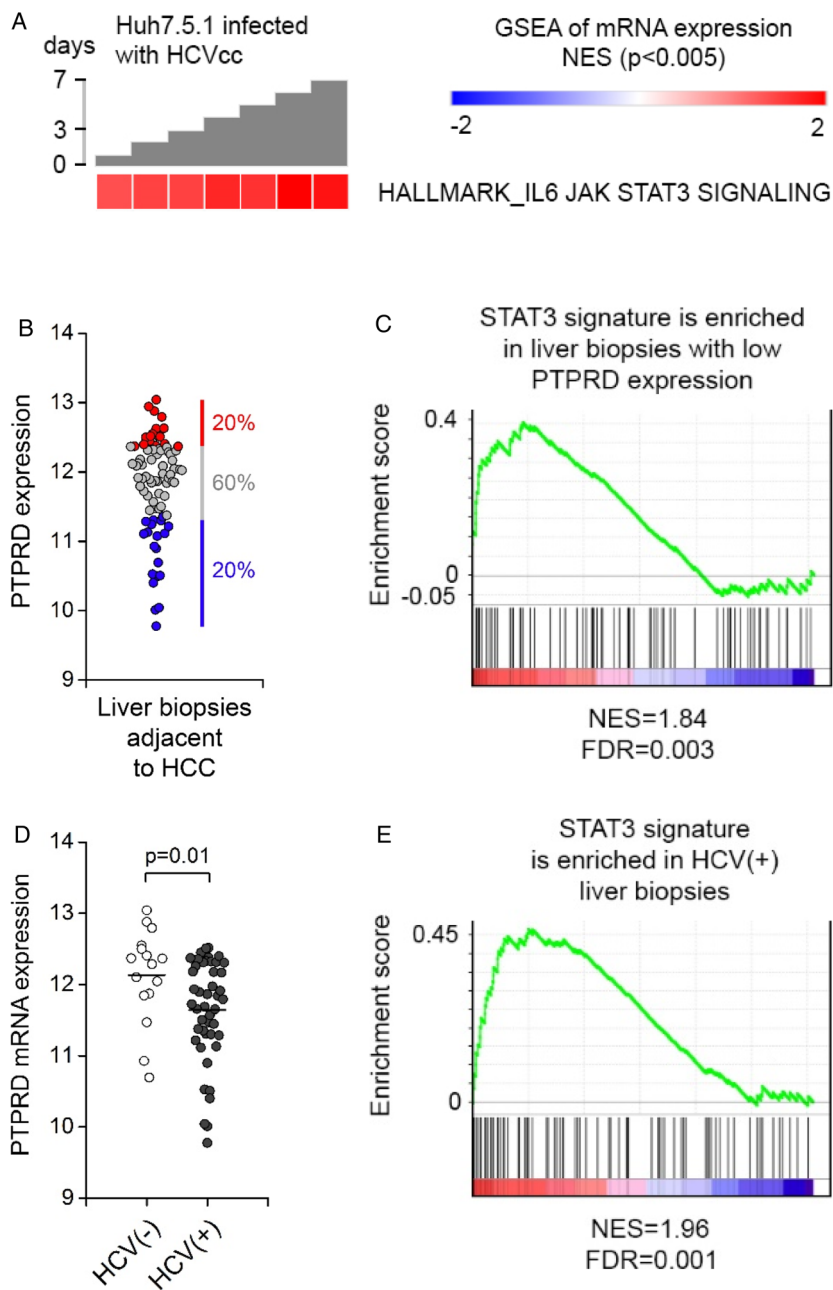 A
Huh7.5.1 infected
with HCVcc
days
7
3
0
GSEA of mRNA expression
NES (p<0.005)
-2
2
HALLMARK_IL6 JAK STAT3 SIGNALING
B
14
13
12
11
10
9
PTPRD expression
20%
60%
20%
Liver biopsies
adjacent
to HCC
C
STAT3 signature is enriched
in liver biopsies with low
PTPRD expression
Enrichment score
0.4
0
-0.05
NES=1.84
FDR=0.003
D
14
13
12
11
10
9
PTPRD mRNA expression
p=0.01
HCV(-)
HCV(+)
E
STAT3 signature
is enriched in HCV(+)
liver biopsies
Enrichment score
0.45
0
NES=1.96
FDR=0.001